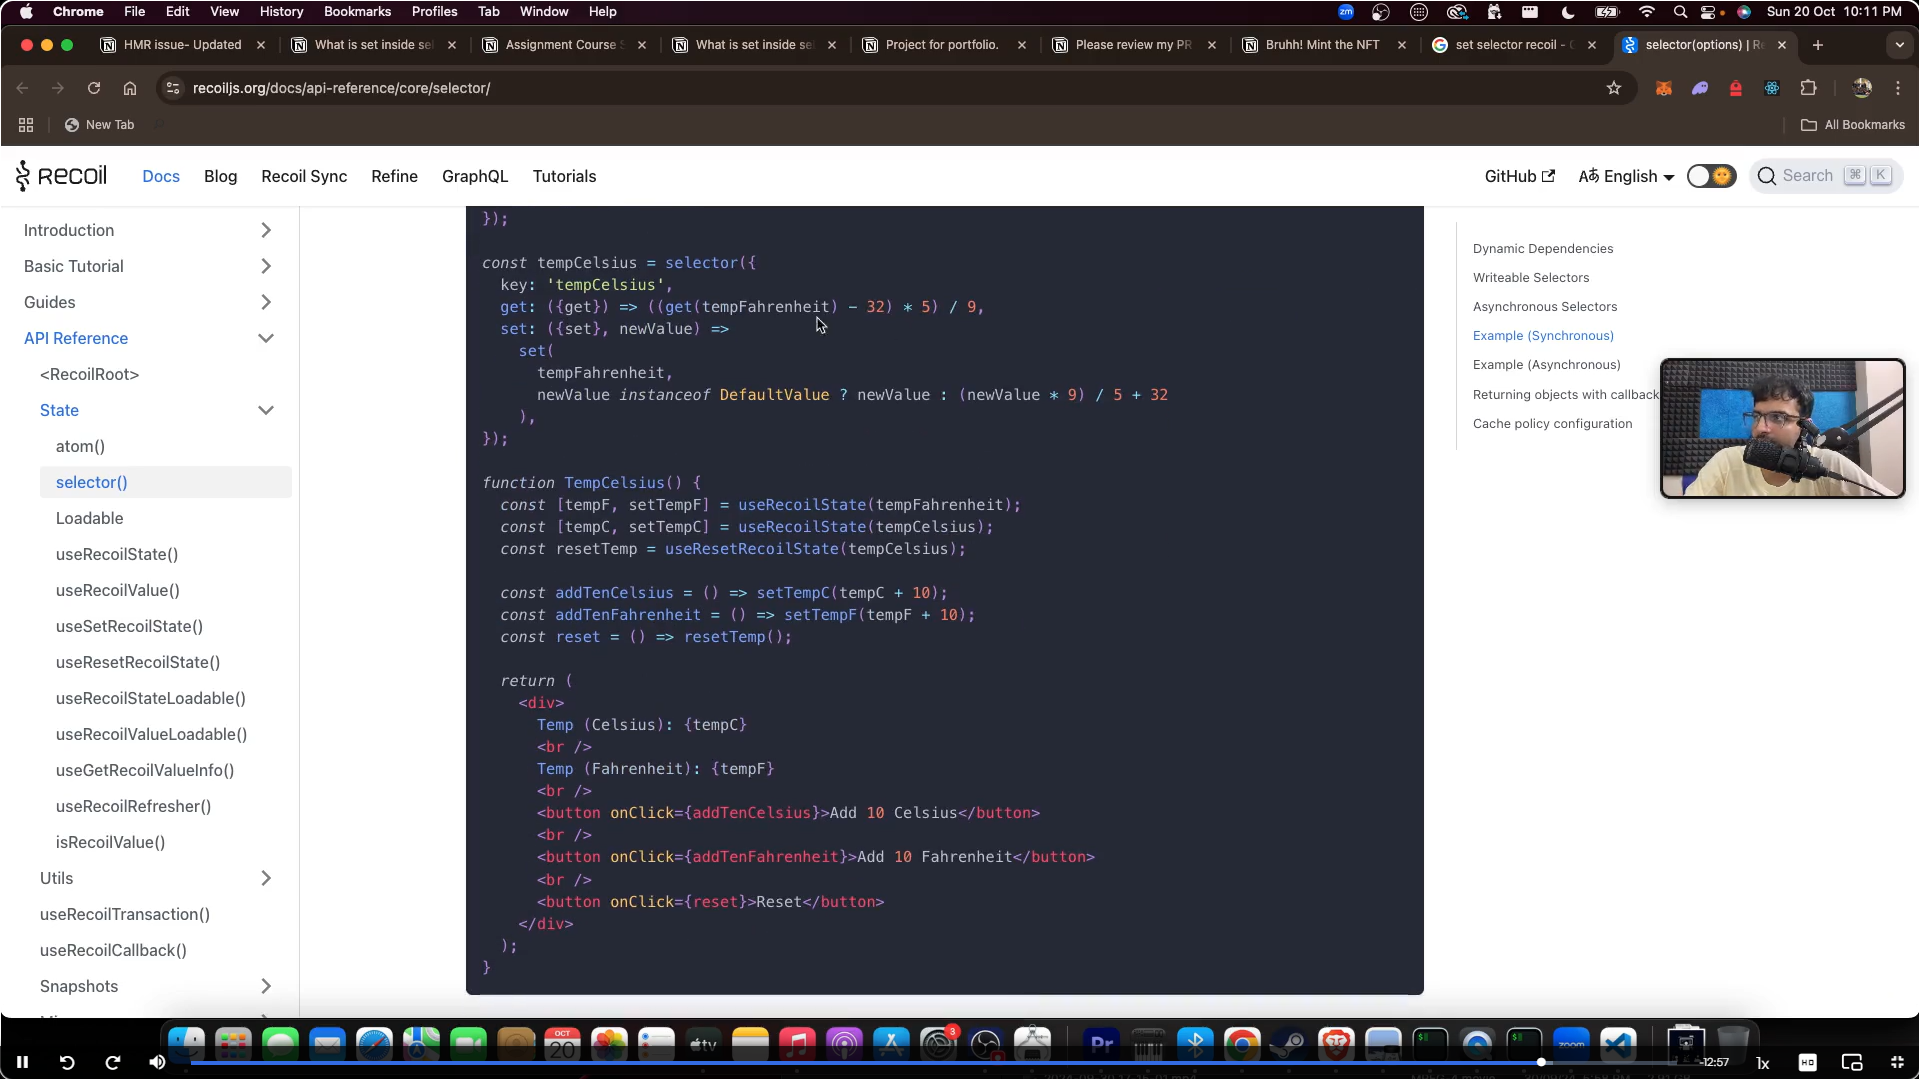 Chrome File Edit View History Bookmarks Profiles Tab Window Help
zm
Sun 20 Oct 10:11 PM
HMR issue- Updated
What is set inside se
Assignment Course S
What is set inside se
Project for portfolio.
Please review my PR
Bruhh! Mint the NFT
set selector recoil -
selector(options) | Re
recoiljs.org/docs/api-reference/core/selector/
New Tab
All Bookmarks
Recoil
Docs Blog Recoil Sync Refine GraphQL Tutorials
GitHub
English
Search ⌘ K
Introduction
Basic Tutorial
Guides
API Reference
<RecoilRoot>
State
atom()
selector()
Loadable
useRecoilState()
useRecoilValue()
useSetRecoilState()
useResetRecoilState()
useRecoilStateLoadable()
useRecoilValueLoadable()
useGetRecoilValueInfo()
useRecoilRefresher()
isRecoilValue()
Utils
useRecoilTransaction()
useRecoilCallback()
Snapshots
});
const tempCelsius = selector({
key: 'tempCelsius',
get: ({get}) => ((get(tempFahrenheit) - 32) * 5) / 9,
set: ({set}, newValue) =>
set(
tempFahrenheit,
newValue instanceof DefaultValue ? newValue : (newValue * 9) / 5 + 32
),
});
function TempCelsius() {
const [tempF, setTempF] = useRecoilState(tempFahrenheit);
const [tempC, setTempC] = useRecoilState(tempCelsius);
const resetTemp = useResetRecoilState(tempCelsius);
const addTenCelsius = () => setTempC(tempC + 10);
const addTenFahrenheit = () => setTempF(tempF + 10);
const reset = () => resetTemp();
return (
<div>
Temp (Celsius): {tempC}
<br />
Temp (Fahrenheit): {tempF}
<br />
<button onClick={addTenCelsius}>Add 10 Celsius</button>
<br />
<button onClick={addTenFahrenheit}>Add 10 Fahrenheit</button>
<br />
<button onClick={reset}>Reset</button>
</div>
);
}
Dynamic Dependencies
Writeable Selectors
Asynchronous Selectors
Example (Synchronous)
Example (Asynchronous)
Returning objects with callback
Cache policy configuration
OCT
20
tv
3
Pr
zoom
-12:57
1x
HD